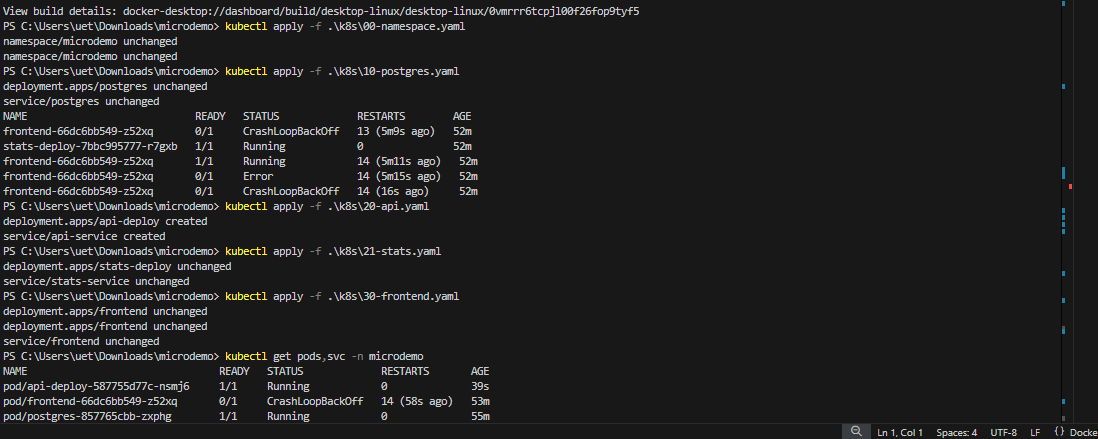 View build details: docker-desktop://dashboard/build/desktop-linux/desktop-linux/0vmrrr6tcpjl00f26fop9tyf5
PS C:\Users\uet\Downloads\microdemo> kubectl apply -f .\k8s\00-namespace.yaml
namespace/microdemo unchanged
namespace/microdemo unchanged
PS C:\Users\uet\Downloads\microdemo> kubectl apply -f .\k8s\10-postgres.yaml
deployment.apps/postgres unchanged
service/postgres unchanged
NAME READY STATUS RESTARTS AGE
frontend-66dc6bb549-z52xq 0/1 CrashLoopBackOff 13 (5m9s ago) 52m
stats-deploy-7bbc995777-r7gxb 1/1 Running 0 52m
frontend-66dc6bb549-z52xq 1/1 Running 14 (5m11s ago) 52m
frontend-66dc6bb549-z52xq 0/1 Error 14 (5m15s ago) 52m
frontend-66dc6bb549-z52xq 0/1 CrashLoopBackOff 14 (16s ago) 52m
PS C:\Users\uet\Downloads\microdemo> kubectl apply -f .\k8s\20-api.yaml
deployment.apps/api-deploy created
service/api-service created
PS C:\Users\uet\Downloads\microdemo> kubectl apply -f .\k8s\21-stats.yaml
deployment.apps/stats-deploy unchanged
service/stats-service unchanged
PS C:\Users\uet\Downloads\microdemo> kubectl apply -f .\k8s\30-frontend.yaml
deployment.apps/frontend unchanged
deployment.apps/frontend unchanged
service/frontend unchanged
PS C:\Users\uet\Downloads\microdemo> kubectl get pods,svc -n microdemo
NAME READY STATUS RESTARTS AGE
pod/api-deploy-587755d77c-nsmj6 1/1 Running 0 39s
pod/frontend-66dc6bb549-z52xq 0/1 CrashLoopBackOff 14 (58s ago) 53m
pod/postgres-857765cbb-zxphg 1/1 Running 0 55m
Ln 1, Col 1 Spaces: 4 UTF-8 LF {} Docke